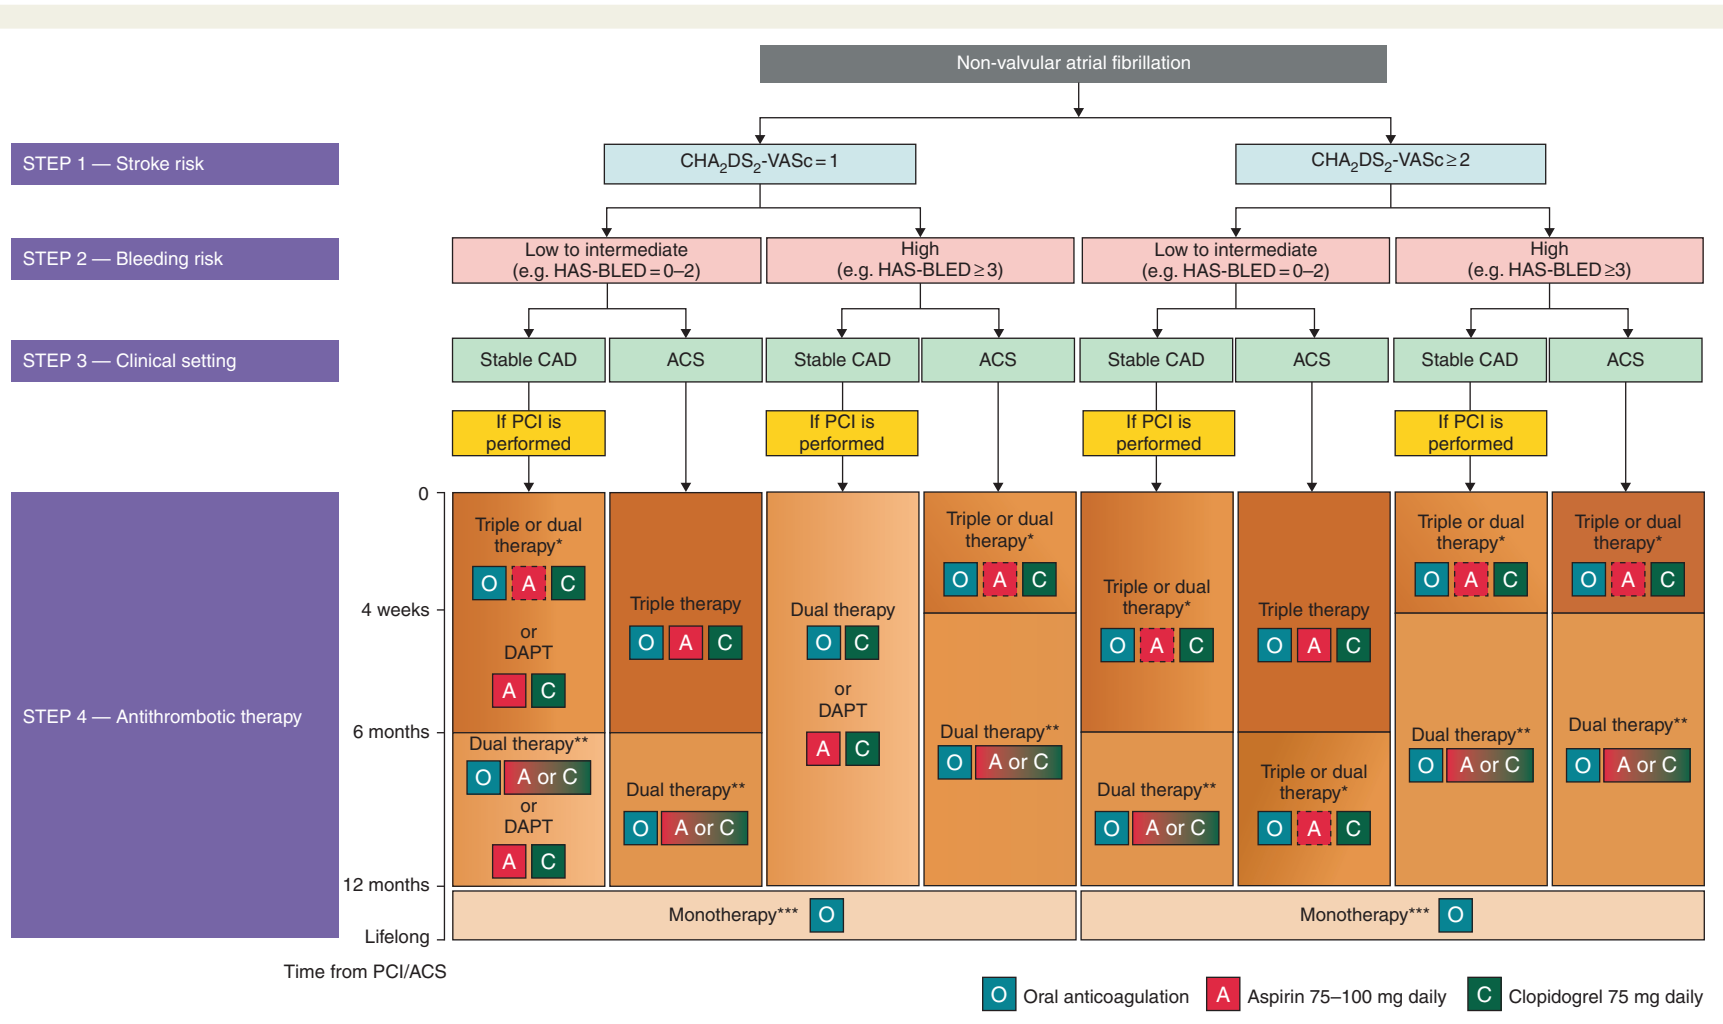 Non-valvular atrial fibrillation
STEP 1 — Stroke risk
CHA2DS2-VASc = 1
CHA2DS2-VASc ≥ 2
STEP 2 — Bleeding risk
Low to intermediate
(e.g. HAS-BLED = 0–2)
High
(e.g. HAS-BLED ≥ 3)
Low to intermediate
(e.g. HAS-BLED = 0–2)
High
(e.g. HAS-BLED ≥3)
STEP 3 — Clinical setting
Stable CAD
ACS
Stable CAD
ACS
Stable CAD
ACS
Stable CAD
ACS
If PCI is
performed
If PCI is
performed
If PCI is
performed
If PCI is
performed
STEP 4 — Antithrombotic therapy
0
4 weeks
6 months
12 months
Lifelong
Time from PCI/ACS
Triple or dual
therapy*
O A C
or
DAPT
A C
Dual therapy**
O A or C
or
DAPT
A C
Triple therapy
O A C
Dual therapy**
O A or C
Dual therapy
O C
or
DAPT
A C
Triple or dual
therapy*
O A C
Dual therapy**
O A or C
Triple or dual
therapy*
O A C
Dual therapy**
O A or C
Triple therapy
O A C
Triple or dual
therapy*
O A C
Triple or dual
therapy*
O A C
Dual therapy**
O A or C
Triple or dual
therapy*
O A C
Dual therapy**
O A or C
Monotherapy*** O
Monotherapy*** O
O Oral anticoagulation
A Aspirin 75–100 mg daily
C Clopidogrel 75 mg daily